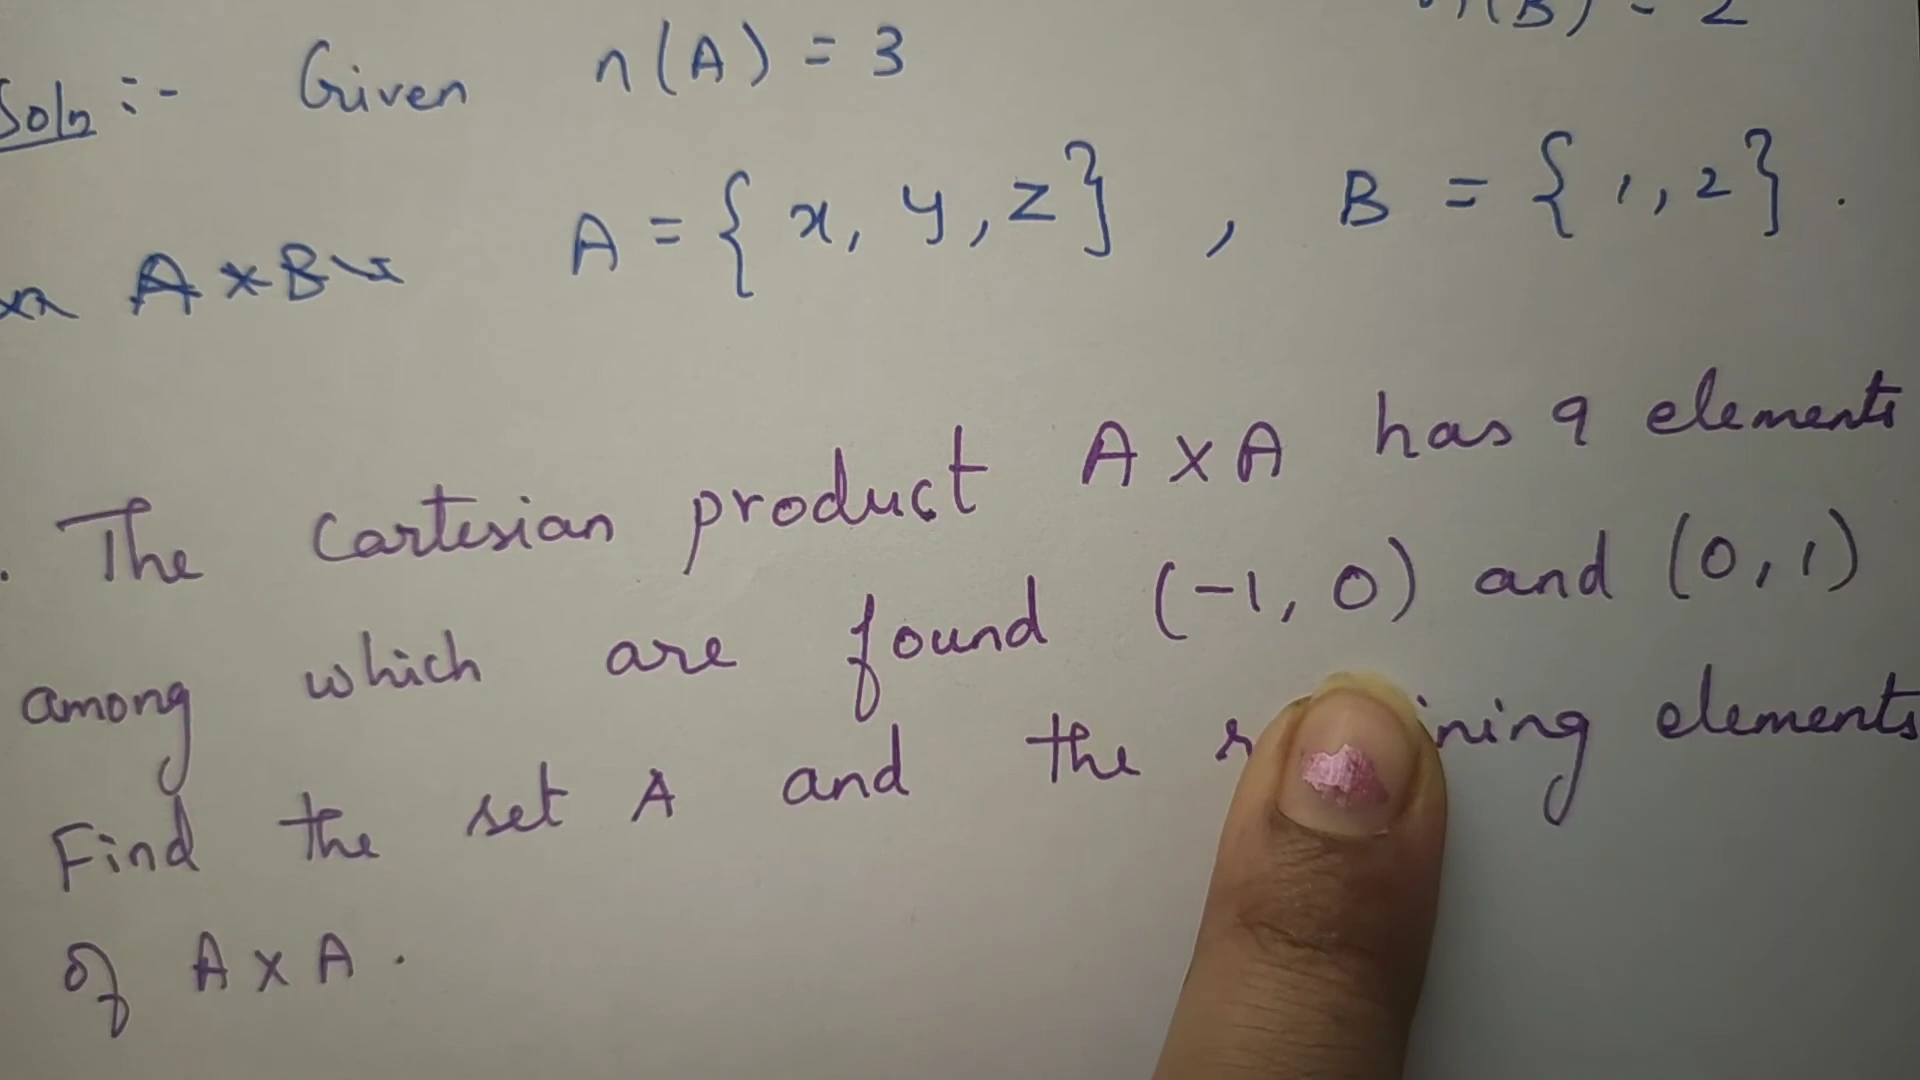 Soln :- Given n(A) = 3 n(B) = 2
A = { x, y, z } , B = { 1, 2 } .
A × B
. The Cartesian product A × A has 9 elements
among which are found (-1, 0) and (0, 1)
Find the set A and the elements
of A × A .